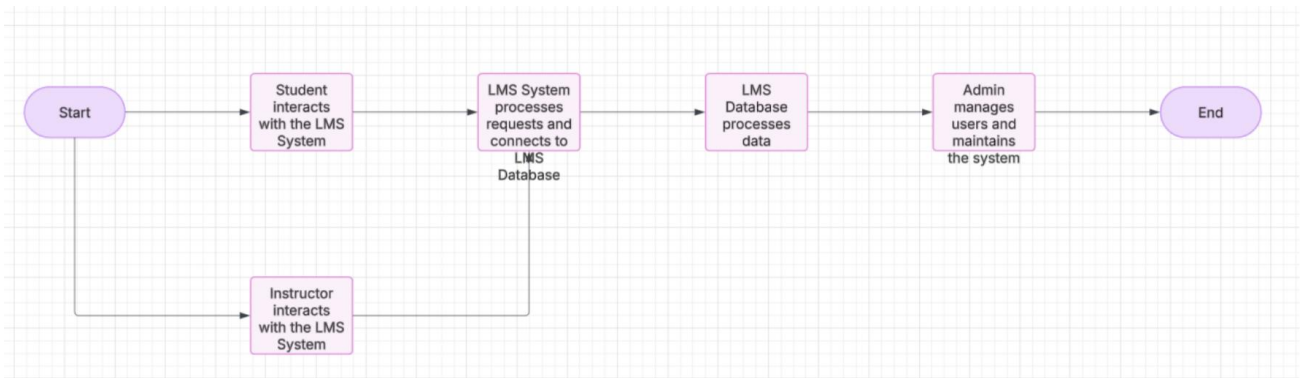 Start
Student
interacts
with the LMS
System
LMS System
processes
requests and
connects to
LMS
Database
LMS
Database
processes
data
Admin
manages
users and
maintains
the system
End
Instructor
interacts
with the LMS
System